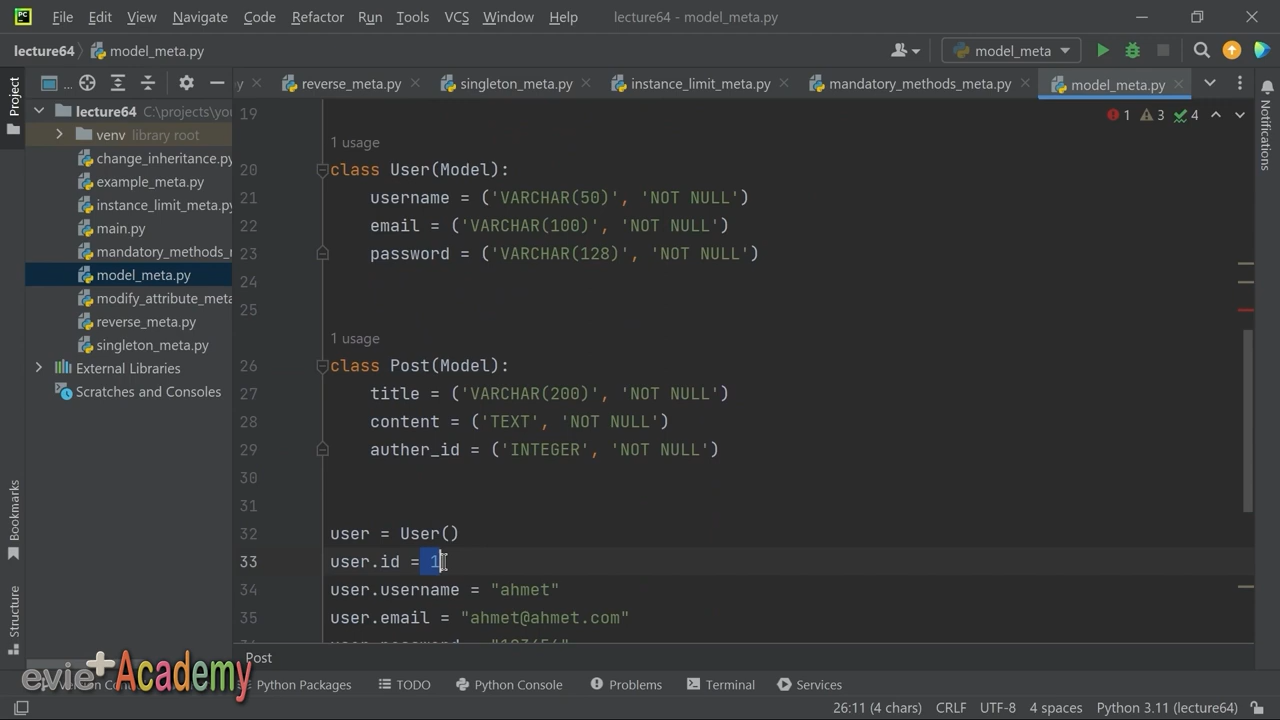 File Edit View Navigate Code Refactor Run Tools VCS Window Help lecture64 - model_meta.py
lecture64 model_meta.py model_meta
Project ... y reverse_meta.py singleton_meta.py instance_limit_meta.py mandatory_methods_meta.py model_meta.py
lecture64 C:\projects\you
venv library root
change_inheritance.py
example_meta.py
instance_limit_meta.py
main.py
mandatory_methods_
model_meta.py
modify_attribute_meta
reverse_meta.py
singleton_meta.py
External Libraries
Scratches and Consoles
Bookmarks
Structure
Notifications
1 3 4
19
1 usage
20 class User(Model):
21 username = ('VARCHAR(50)', 'NOT NULL')
22 email = ('VARCHAR(100)', 'NOT NULL')
23 password = ('VARCHAR(128)', 'NOT NULL')
24
25
1 usage
26 class Post(Model):
27 title = ('VARCHAR(200)', 'NOT NULL')
28 content = ('TEXT', 'NOT NULL')
29 auther_id = ('INTEGER', 'NOT NULL')
30
31
32 user = User()
33 user.id = 1
34 user.username = "ahmet"
35 user.email = "ahmet@ahmet.com"
Post
evie+Academy
Python Packages TODO Python Console Problems Terminal Services
26:11 (4 chars) CRLF UTF-8 4 spaces Python 3.11 (lecture64)